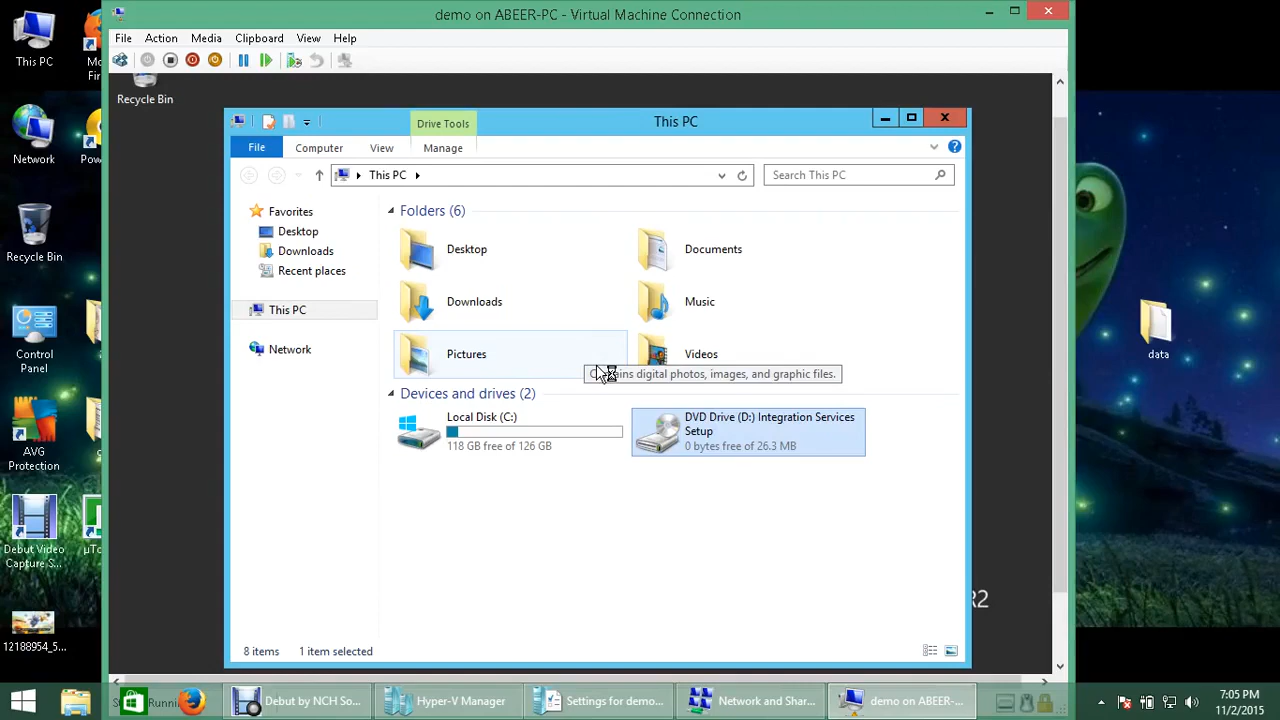 demo on ABEER-PC - Virtual Machine Connection
File Action Media Clipboard View Help
This PC
Network
Recycle Bin
Control
Panel
AVG
Protection
Debut Video
Capture S...
12188954_5...
Mo
Fir
Pow
µTo
Recycle Bin
Drive Tools
This PC
File Computer View Manage
This PC
Search This PC
Favorites
Desktop
Downloads
Recent places
This PC
Network
Folders (6)
Desktop
Documents
Downloads
Music
Pictures
Videos
digital photos, images, and graphic files.
Devices and drives (2)
Local Disk (C:)
118 GB free of 126 GB
DVD Drive (D:) Integration Services
Setup
0 bytes free of 26.3 MB
8 items 1 item selected
R2
data
Debut by NCH So...
Hyper-V Manager
Settings for demo...
Network and Shar...
demo on ABEER-...
7:05 PM
11/2/2015